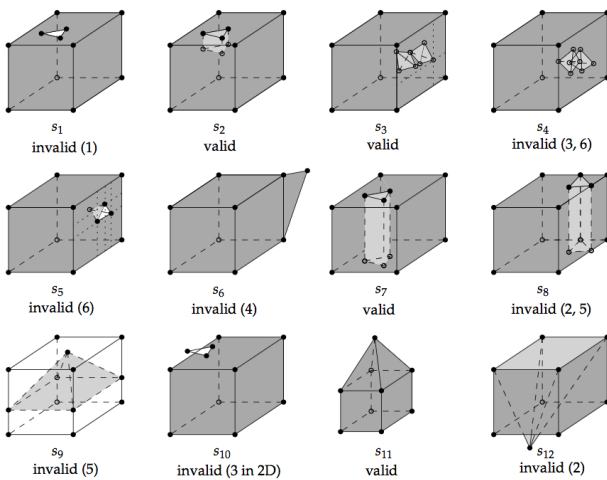 s1 s2 s3 s4
invalid (1) valid valid invalid (3, 6)
s5 s6 s7 s8
invalid (6) invalid (4) valid invalid (2, 5)
s9 s10 s11 s12
invalid (5) invalid (3 in 2D) valid invalid (2)